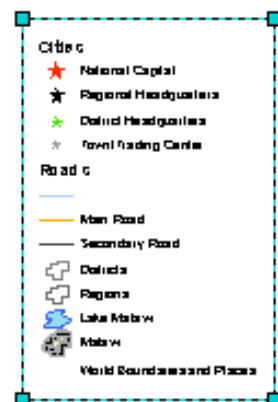 Cities
National Capital
Regional Headquarters
District Headquarters
Town/Trading Center
Roads
Main Road
Secondary Road
Districts
Regions
Lake Malawi
Malawi
World Boundaries and Places